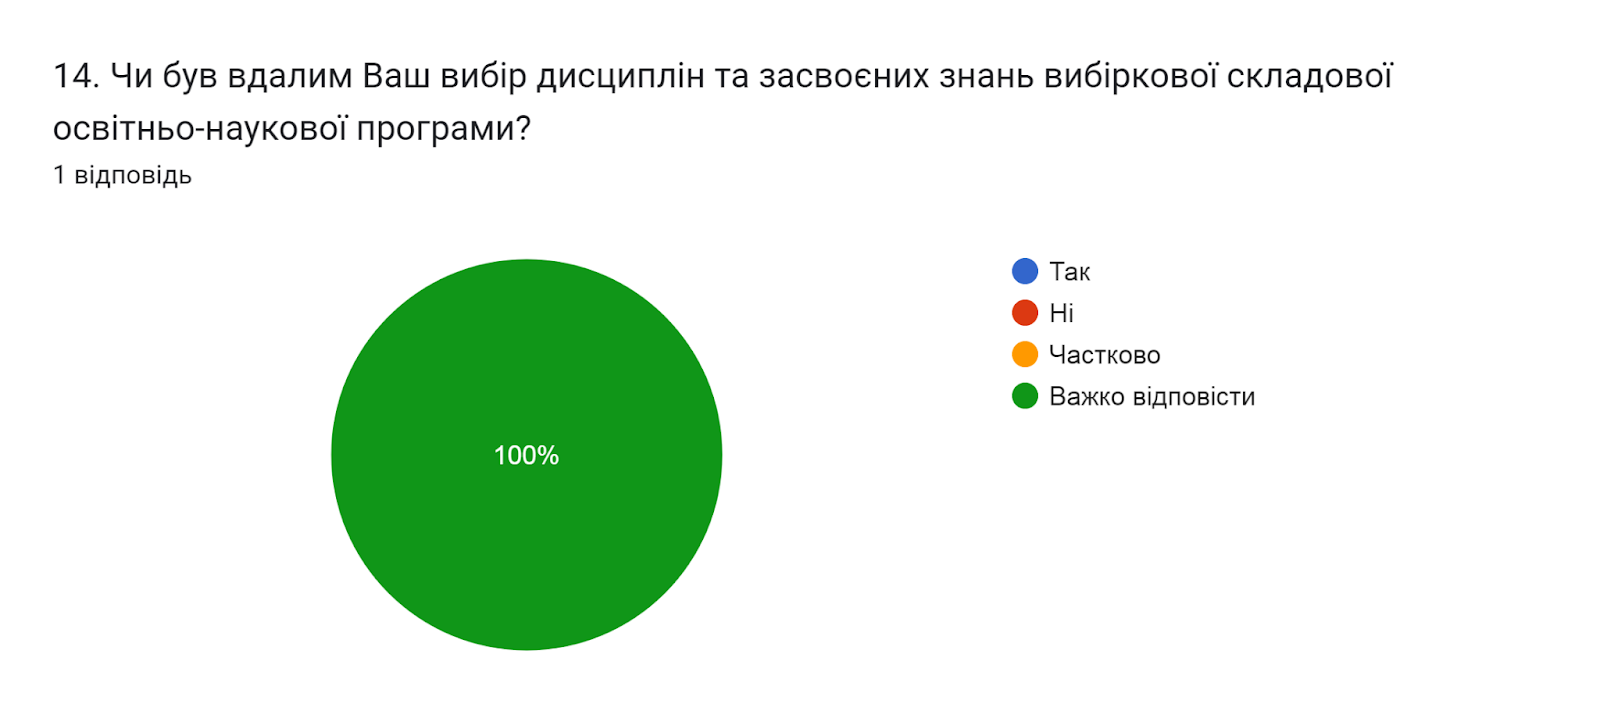 14. Чи був вдалим Ваш вибір дисциплін та засвоєних знань вибіркової складової
освітньо-наукової програми?
1 відповідь
Так
Ні
Частково
Важко відповісти
100%